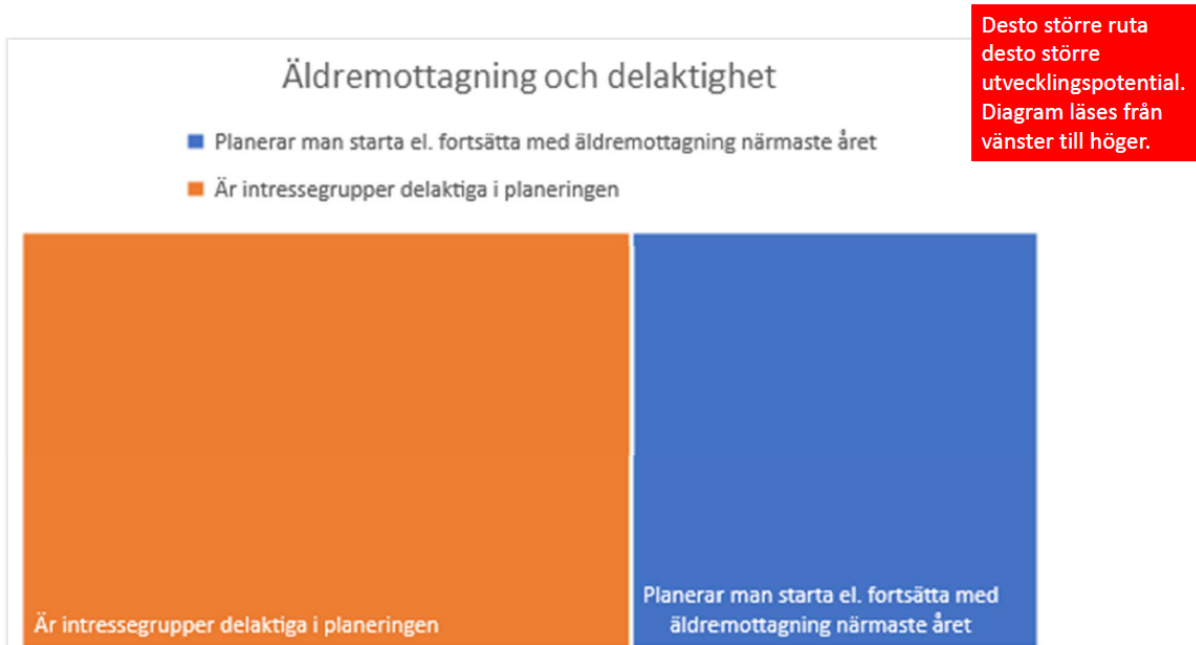 Desto större ruta
desto större
utvecklingspotential.
Diagram läses från
vänster till höger.
Äldremottagning och delaktighet
Planerar man starta el. fortsätta med äldremottagning närmaste året
Är intressegrupper delaktiga i planeringen
Är intressegrupper delaktiga i planeringen
Planerar man starta el. fortsätta med
äldremottagning närmaste året